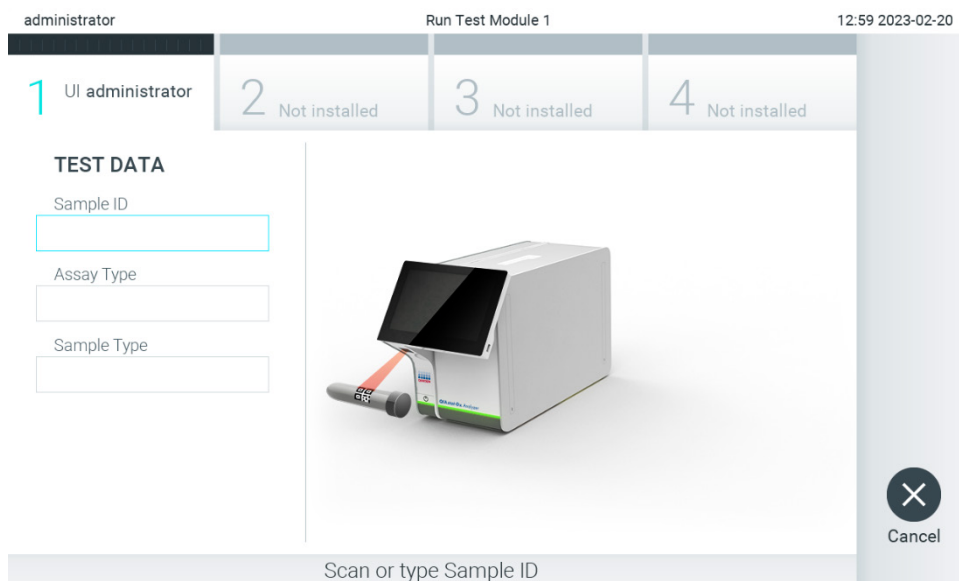 administrator
Run Test Module 1
12:59 2023-02-20
1 UI administrator
2 Not installed
3 Not installed
4 Not installed
TEST DATA
Sample ID
Assay Type
Sample Type
Cancel
Scan or type Sample ID